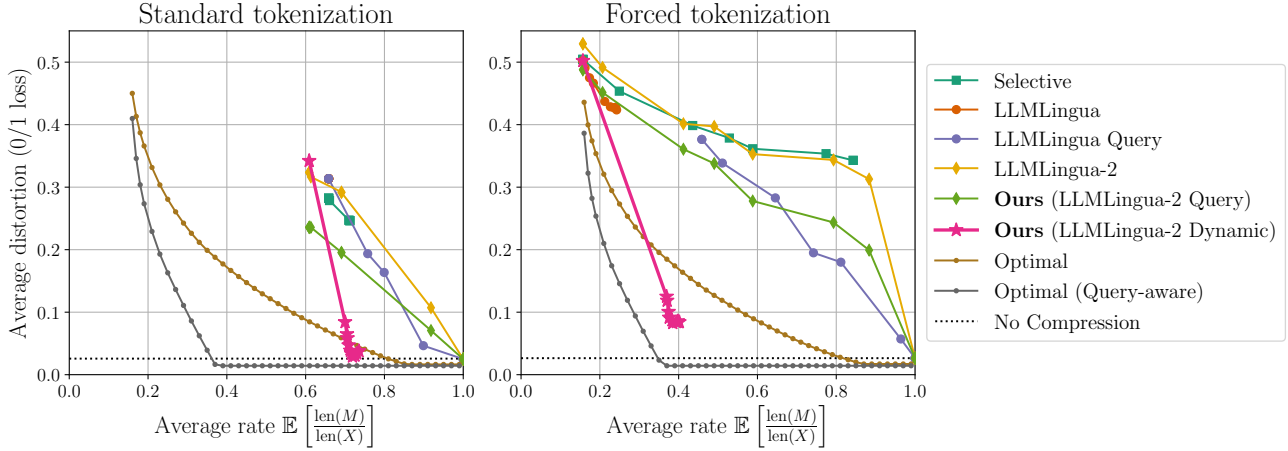 Standard tokenization
Forced tokenization
Average distortion (0/1 loss)
0.5
0.4
0.3
0.2
0.1
0.0
0.0 0.2 0.4 0.6 0.8 1.0
Average rate 𝔼 [len(M)/len(X)]
0.5
0.4
0.3
0.2
0.1
0.0
0.0 0.2 0.4 0.6 0.8 1.0
Average rate 𝔼 [len(M)/len(X)]
Selective
LLMLingua
LLMLingua Query
LLMLingua-2
Ours (LLMLingua-2 Query)
Ours (LLMLingua-2 Dynamic)
Optimal
Optimal (Query-aware)
No Compression